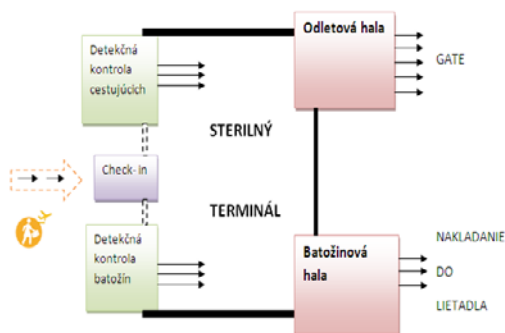 Detekčná
kontrola
cestujúcich
Odletová hala
GATE
STERILNÝ
Check- In
TERMINÁL
Detekčná
kontrola
batožín
Batožinová
hala
NAKLADANIE
DO
LIETADLA